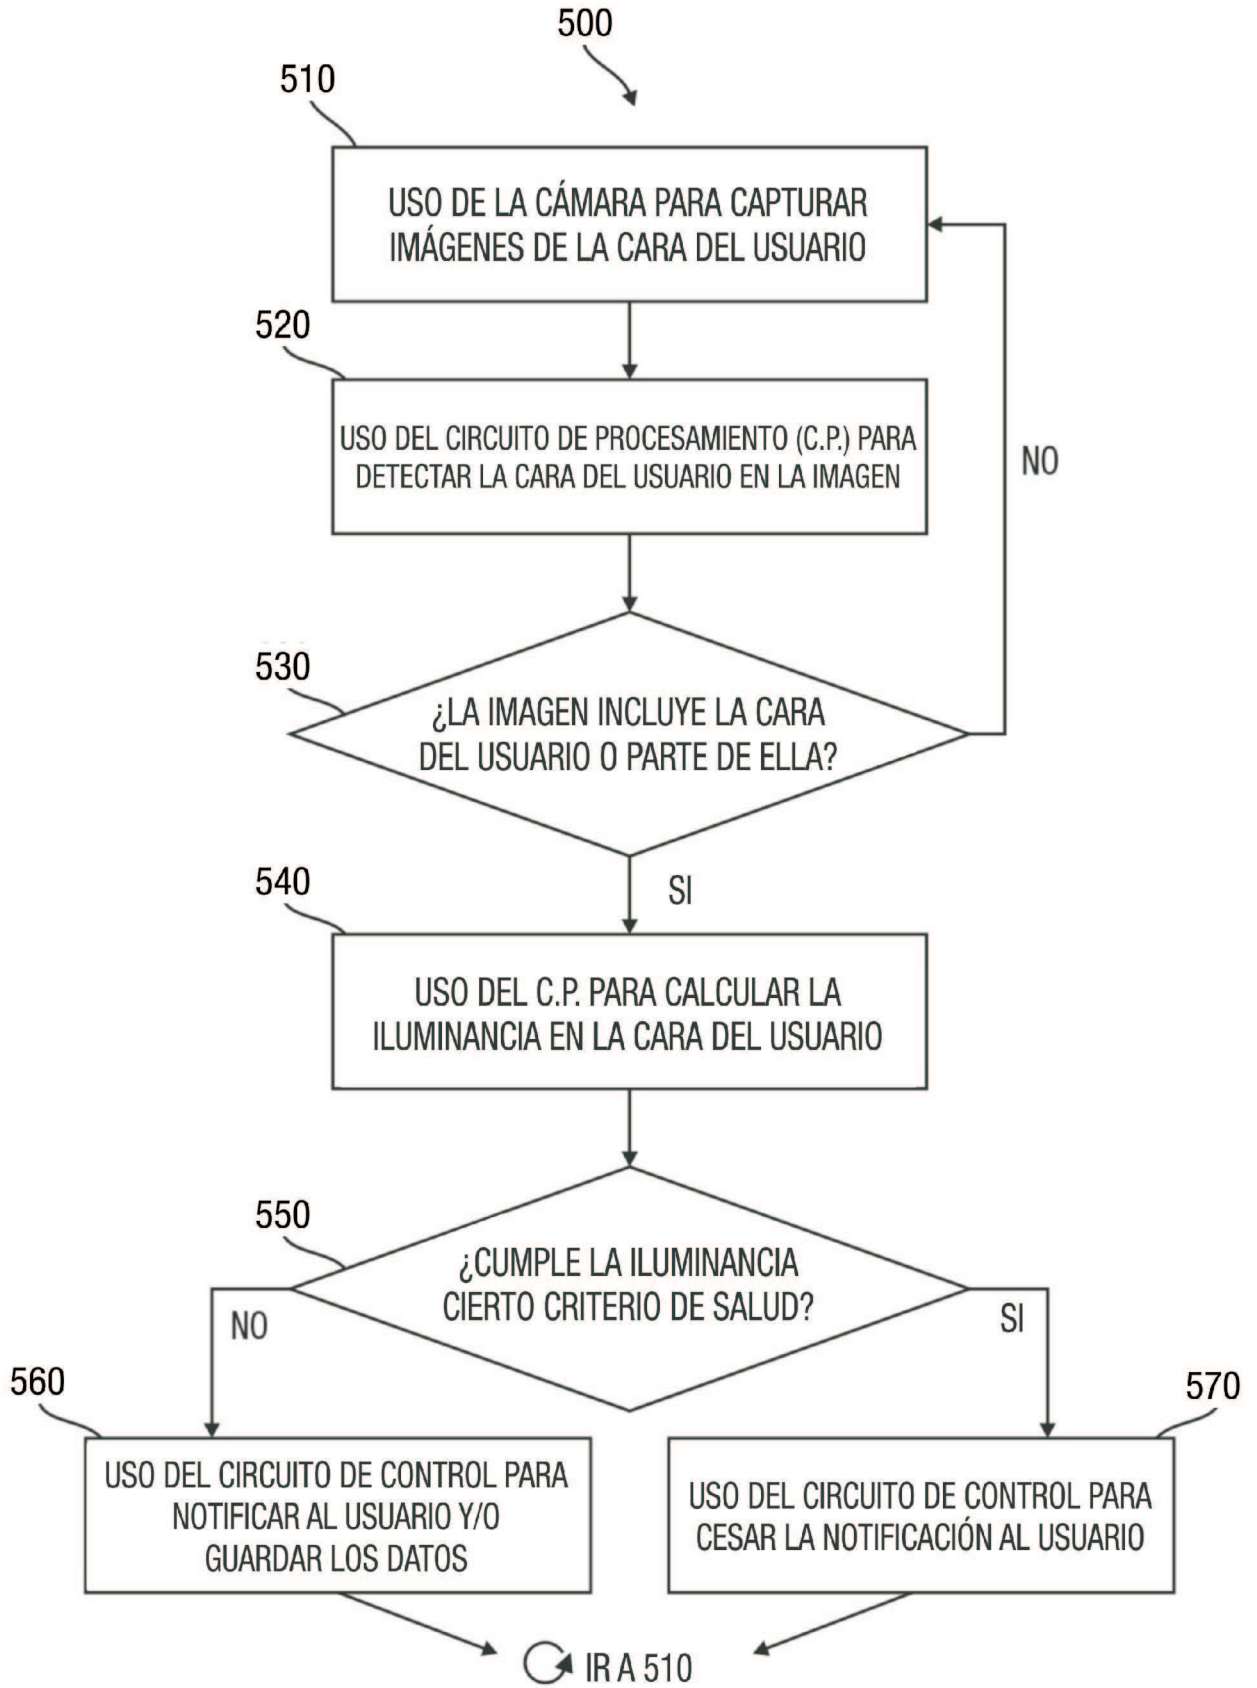 500
510
USO DE LA CÁMARA PARA CAPTURAR
IMÁGENES DE LA CARA DEL USUARIO
520
USO DEL CIRCUITO DE PROCESAMIENTO (C.P.) PARA
DETECTAR LA CARA DEL USUARIO EN LA IMAGEN
NO
530
¿LA IMAGEN INCLUYE LA CARA
DEL USUARIO O PARTE DE ELLA?
SI
540
USO DEL C.P. PARA CALCULAR LA
ILUMINANCIA EN LA CARA DEL USUARIO
550
¿CUMPLE LA ILUMINANCIA
CIERTO CRITERIO DE SALUD?
NO
SI
560
USO DEL CIRCUITO DE CONTROL PARA
NOTIFICAR AL USUARIO Y/O
GUARDAR LOS DATOS
570
USO DEL CIRCUITO DE CONTROL PARA
CESAR LA NOTIFICACIÓN AL USUARIO
IR A 510